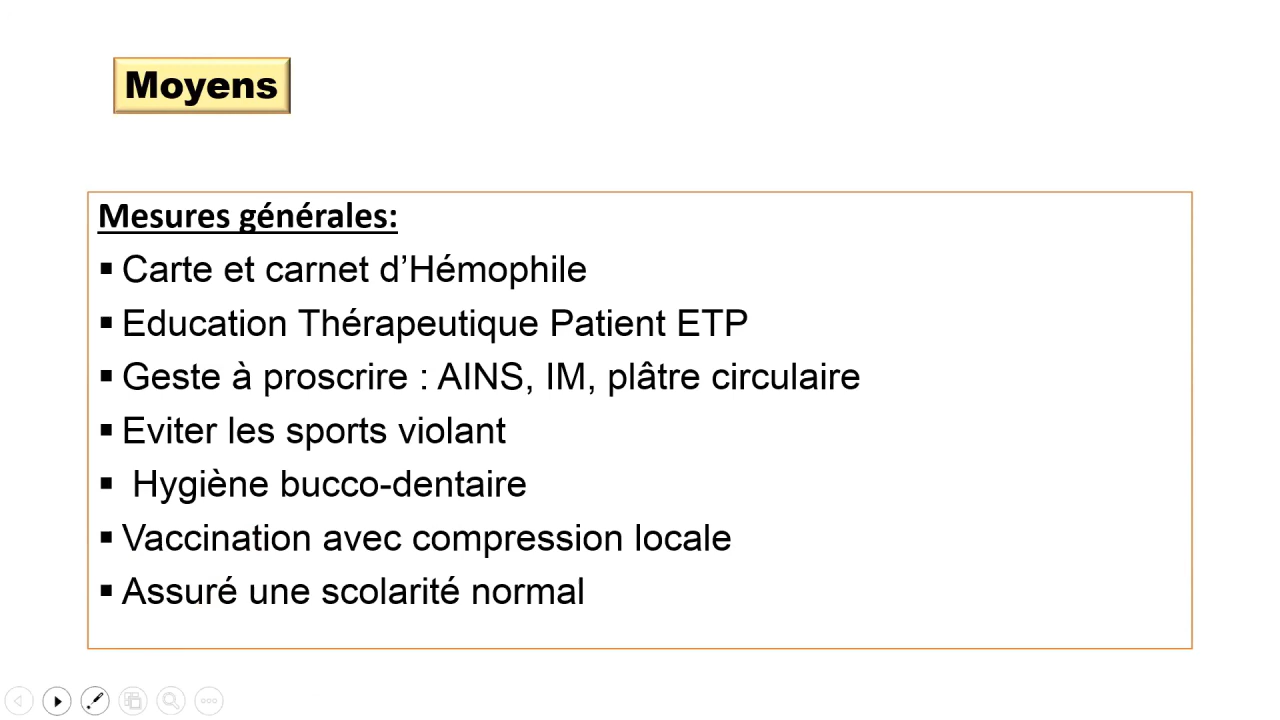 Moyens
Mesures générales:
▪ Carte et carnet d’Hémophile
▪ Education Thérapeutique Patient ETP
▪ Geste à proscrire : AINS, IM, plâtre circulaire
▪ Eviter les sports violant
▪ Hygiène bucco-dentaire
▪ Vaccination avec compression locale
▪ Assuré une scolarité normal